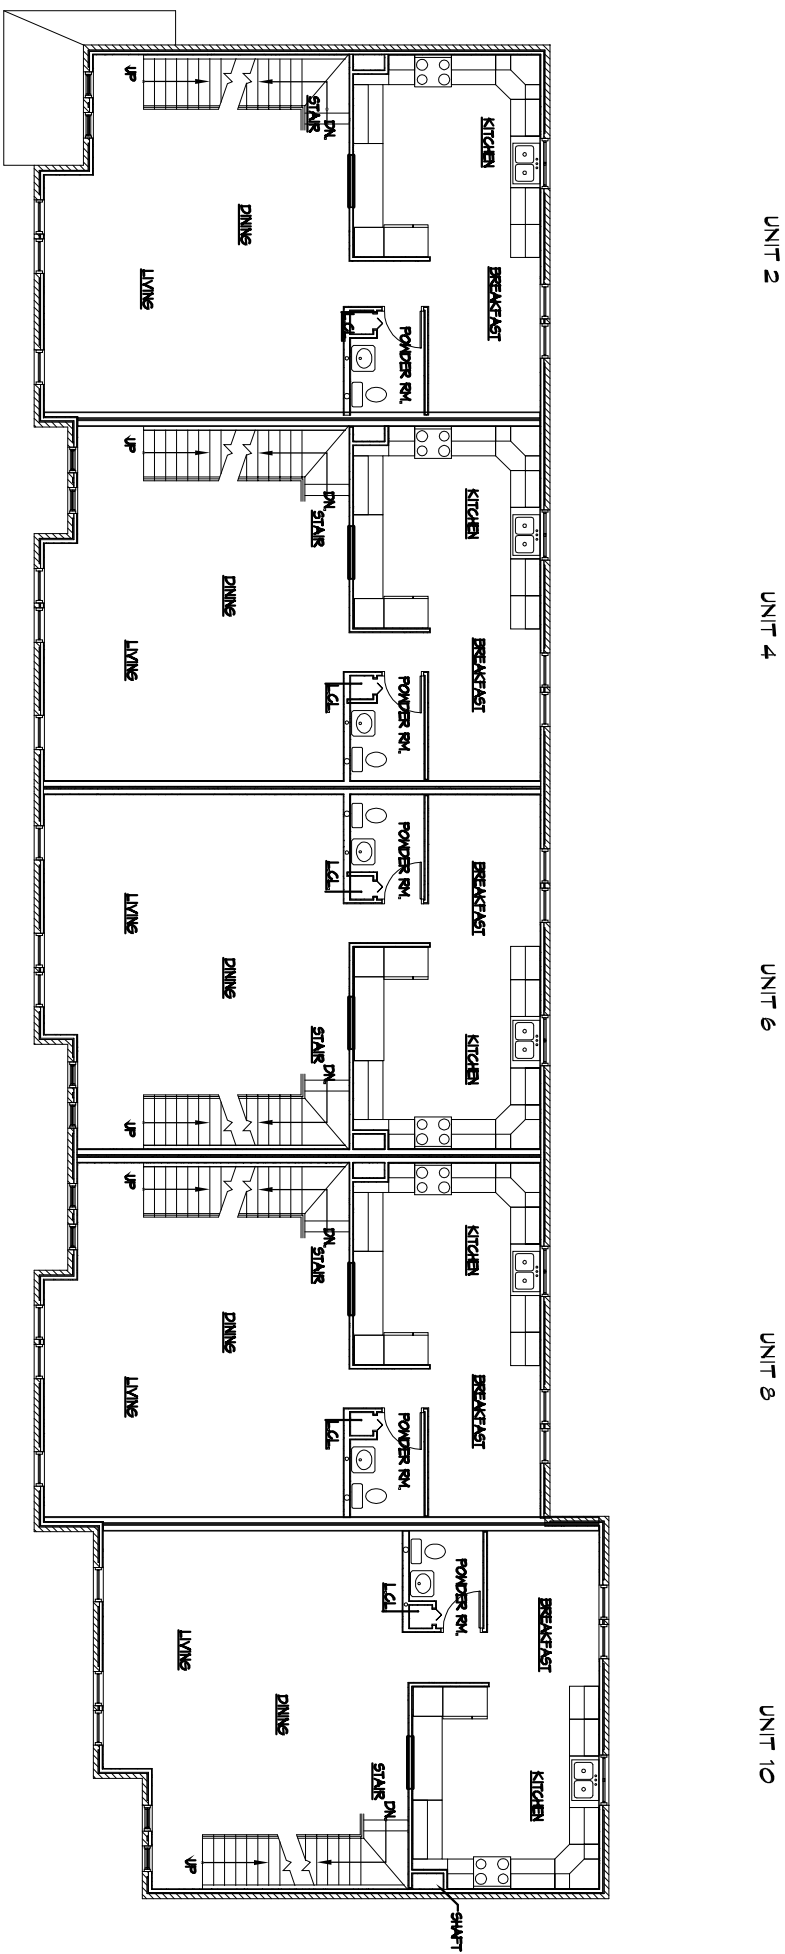 UNIT 2
UNIT 4
UNIT 6
UNIT 8
UNIT 10
KITCHEN
BREAKFAST
POWDER RM.
UP
STAIR
DN.
DINING
LIVING
KITCHEN
BREAKFAST
POWDER RM.
L.CL.
UP
DN.
STAIR
DINING
LIVING
BREAKFAST
KITCHEN
POWDER RM.
L.CL.
STAIR
DN.
UP
DINING
LIVING
KITCHEN
BREAKFAST
POWDER RM.
L.CL.
UP
DN.
STAIR
DINING
LIVING
BREAKFAST
KITCHEN
POWDER RM.
L.CL.
STAIR
DN.
UP
DINING
LIVING
SHAFT